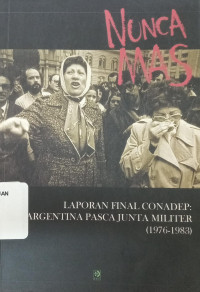 NUNCA
MAS
LAPORAN FINAL CONADEP:
ARGENTINA PASCA JUNTA MILITER
(1976-1983)